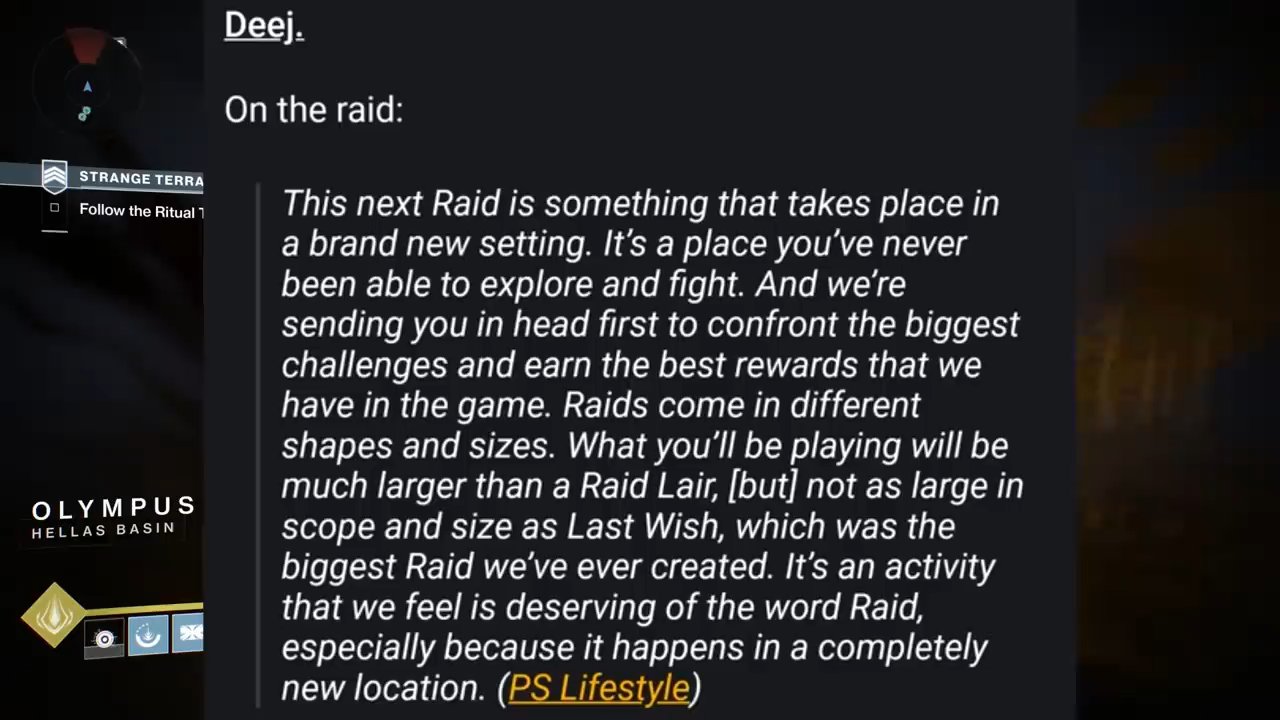 Deej.
On the raid:
STRANGE TERRA
Follow the Ritual T
This next Raid is something that takes place in
a brand new setting. It’s a place you’ve never
been able to explore and fight. And we’re
sending you in head first to confront the biggest
challenges and earn the best rewards that we
have in the game. Raids come in different
shapes and sizes. What you’ll be playing will be
much larger than a Raid Lair, [but] not as large in
scope and size as Last Wish, which was the
biggest Raid we’ve ever created. It’s an activity
that we feel is deserving of the word Raid,
especially because it happens in a completely
new location. (PS Lifestyle)
OLYMPUS
HELLAS BASIN